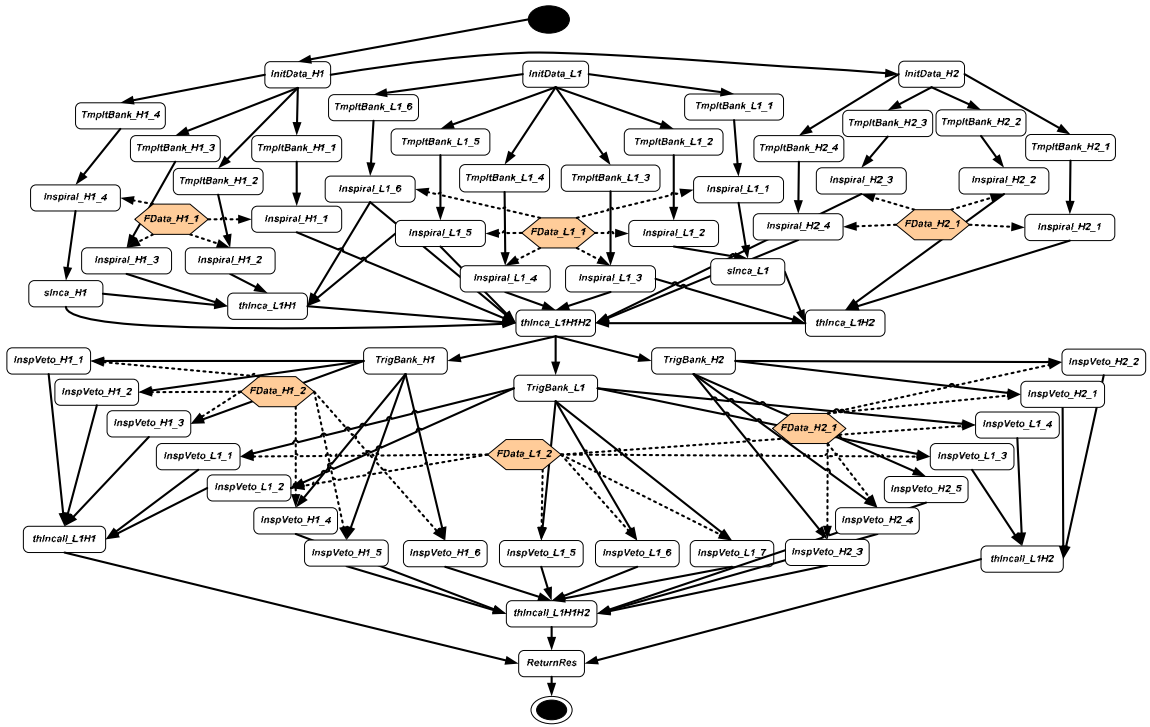 InitData_H1
InitData_L1
InitData_H2
TmpltBank_H1_4
TmpltBank_L1_6
TmpltBank_L1_1
TmpltBank_H2_3
TmpltBank_H2_2
TmpltBank_H1_3
TmpltBank_H1_1
TmpltBank_L1_5
TmpltBank_L1_2
TmpltBank_H2_4
TmpltBank_H2_1
TmpltBank_H1_2
TmpltBank_L1_4
TmpltBank_L1_3
Inspiral_H1_4
Inspiral_L1_6
Inspiral_L1_1
Inspiral_H2_3
Inspiral_H2_2
FData_H1_1
Inspiral_H1_1
Inspiral_L1_5
FData_L1_1
Inspiral_L1_2
Inspiral_H2_4
FData_H2_1
Inspiral_H2_1
Inspiral_H1_3
Inspiral_H1_2
Inspiral_L1_4
Inspiral_L1_3
sInca_L1
sInca_H1
thInca_L1H1
thInca_L1H1H2
thInca_L1H2
InspVeto_H1_1
TrigBank_H1
TrigBank_H2
InspVeto_H2_2
InspVeto_H1_2
FData_H1_2
TrigBank_L1
InspVeto_H2_1
InspVeto_H1_3
FData_H2_1
InspVeto_L1_4
InspVeto_L1_1
FData_L1_2
InspVeto_L1_3
InspVeto_L1_2
InspVeto_H2_5
InspVeto_H1_4
InspVeto_H2_4
thIncaII_L1H1
InspVeto_H1_5
InspVeto_H1_6
InspVeto_L1_5
InspVeto_L1_6
InspVeto_L1_7
InspVeto_H2_3
thIncaII_L1H2
thIncaII_L1H1H2
ReturnRes